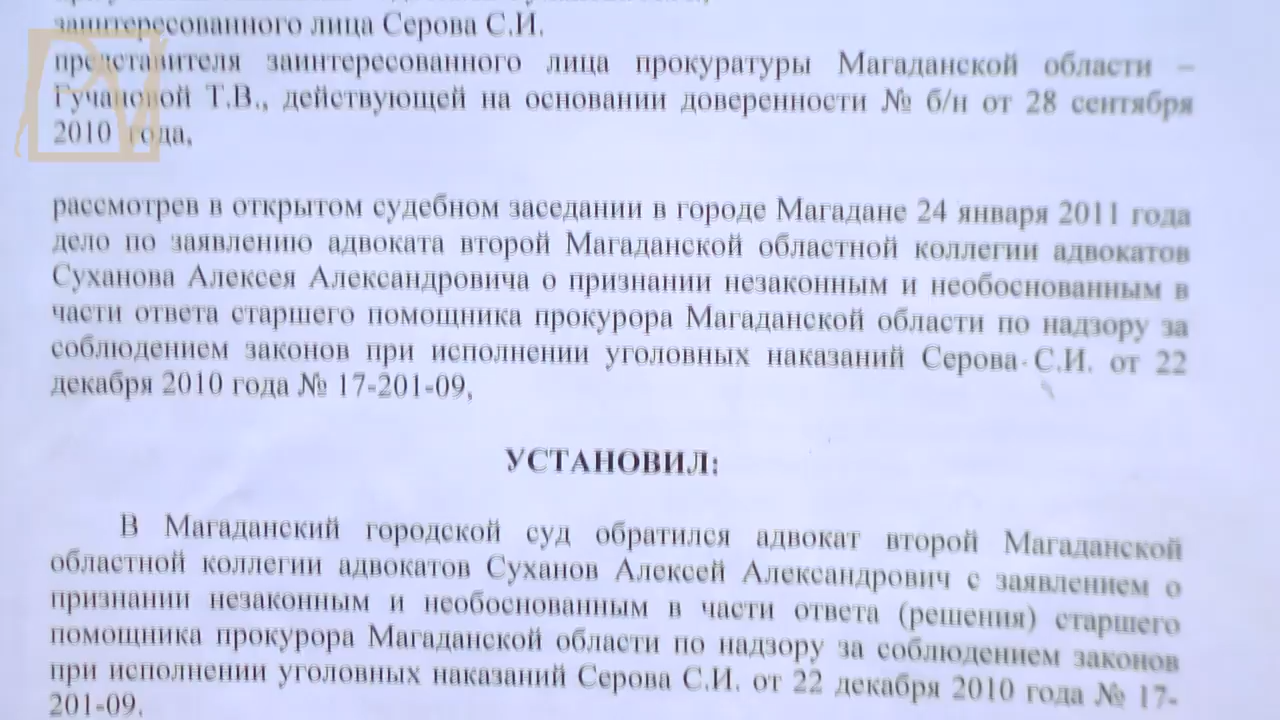 заинтересованного лица Серова С.И.
представителя заинтересованного лица прокуратуры Магаданской области –
Гучановой Т.В., действующей на основании доверенности № б/н от 28 сентября
2010 года,
рассмотрев в открытом судебном заседании в городе Магадане 24 января 2011 года
дело по заявлению адвоката второй Магаданской областной коллегии адвокатов
Суханова Алексея Александровича о признании незаконным и необоснованным в
части ответа старшего помощника прокурора Магаданской области по надзору за
соблюдением законов при исполнении уголовных наказаний Серова С.И. от 22
декабря 2010 года № 17-201-09,
УСТАНОВИЛ:
В Магаданский городской суд обратился адвокат второй Магаданской
областной коллегии адвокатов Суханов Алексей Александрович с заявлением о
признании незаконным и необоснованным в части ответа (решения) старшего
помощника прокурора Магаданской области по надзору за соблюдением законов
при исполнении уголовных наказаний Серова С.И. от 22 декабря 2010 года № 17-
201-09.